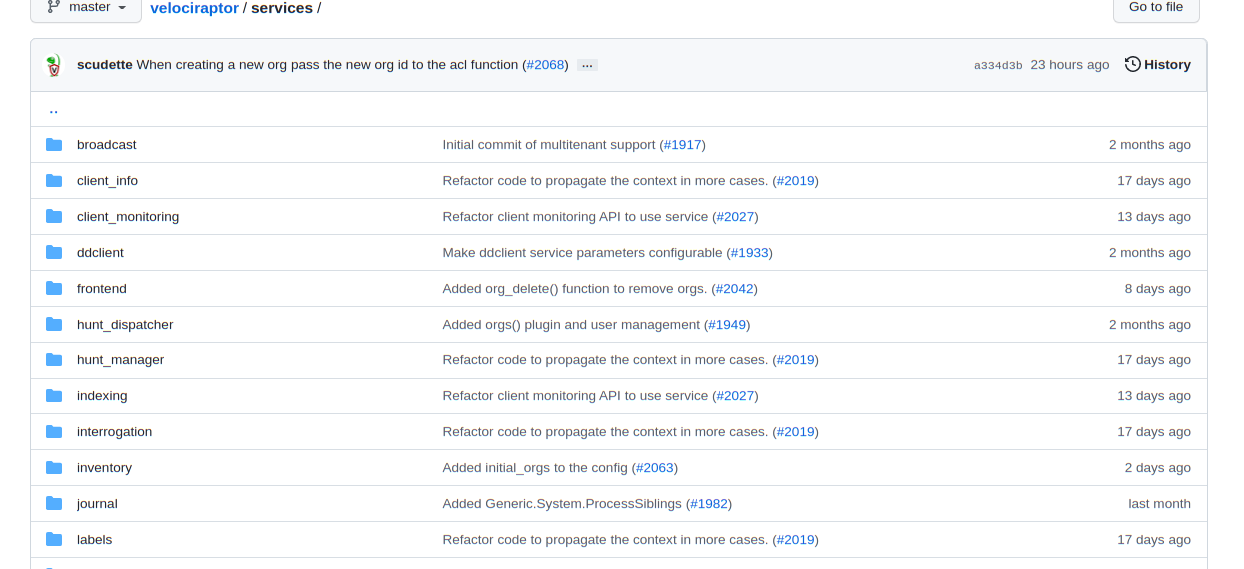 master velociraptor / services / Go to file
scudette When creating a new org pass the new org id to the acl function (#2068) ... a334d3b 23 hours ago History
..
broadcast Initial commit of multitenant support (#1917) 2 months ago
client_info Refactor code to propagate the context in more cases. (#2019) 17 days ago
client_monitoring Refactor client monitoring API to use service (#2027) 13 days ago
ddclient Make ddclient service parameters configurable (#1933) 2 months ago
frontend Added org_delete() function to remove orgs. (#2042) 8 days ago
hunt_dispatcher Added orgs() plugin and user management (#1949) 2 months ago
hunt_manager Refactor code to propagate the context in more cases. (#2019) 17 days ago
indexing Refactor client monitoring API to use service (#2027) 13 days ago
interrogation Refactor code to propagate the context in more cases. (#2019) 17 days ago
inventory Added initial_orgs to the config (#2063) 2 days ago
journal Added Generic.System.ProcessSiblings (#1982) last month
labels Refactor code to propagate the context in more cases. (#2019) 17 days ago